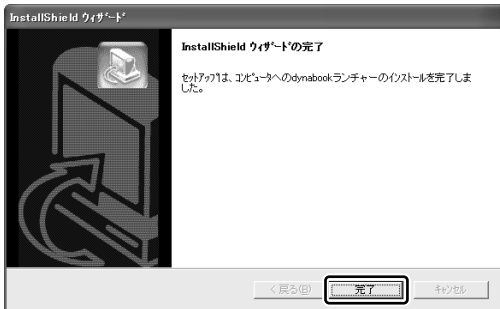 InstallShield ｳｨｻﾞｰﾄﾞ
InstallShield ｳｨｻﾞｰﾄﾞの完了
ｾｯﾄｱｯﾌﾟは、ｺﾝﾋﾟｭｰﾀへのdynabookランチャーのｲﾝｽﾄｰﾙを完了しま
した。
< 戻る(B)
完了
ｷｬﾝｾﾙ